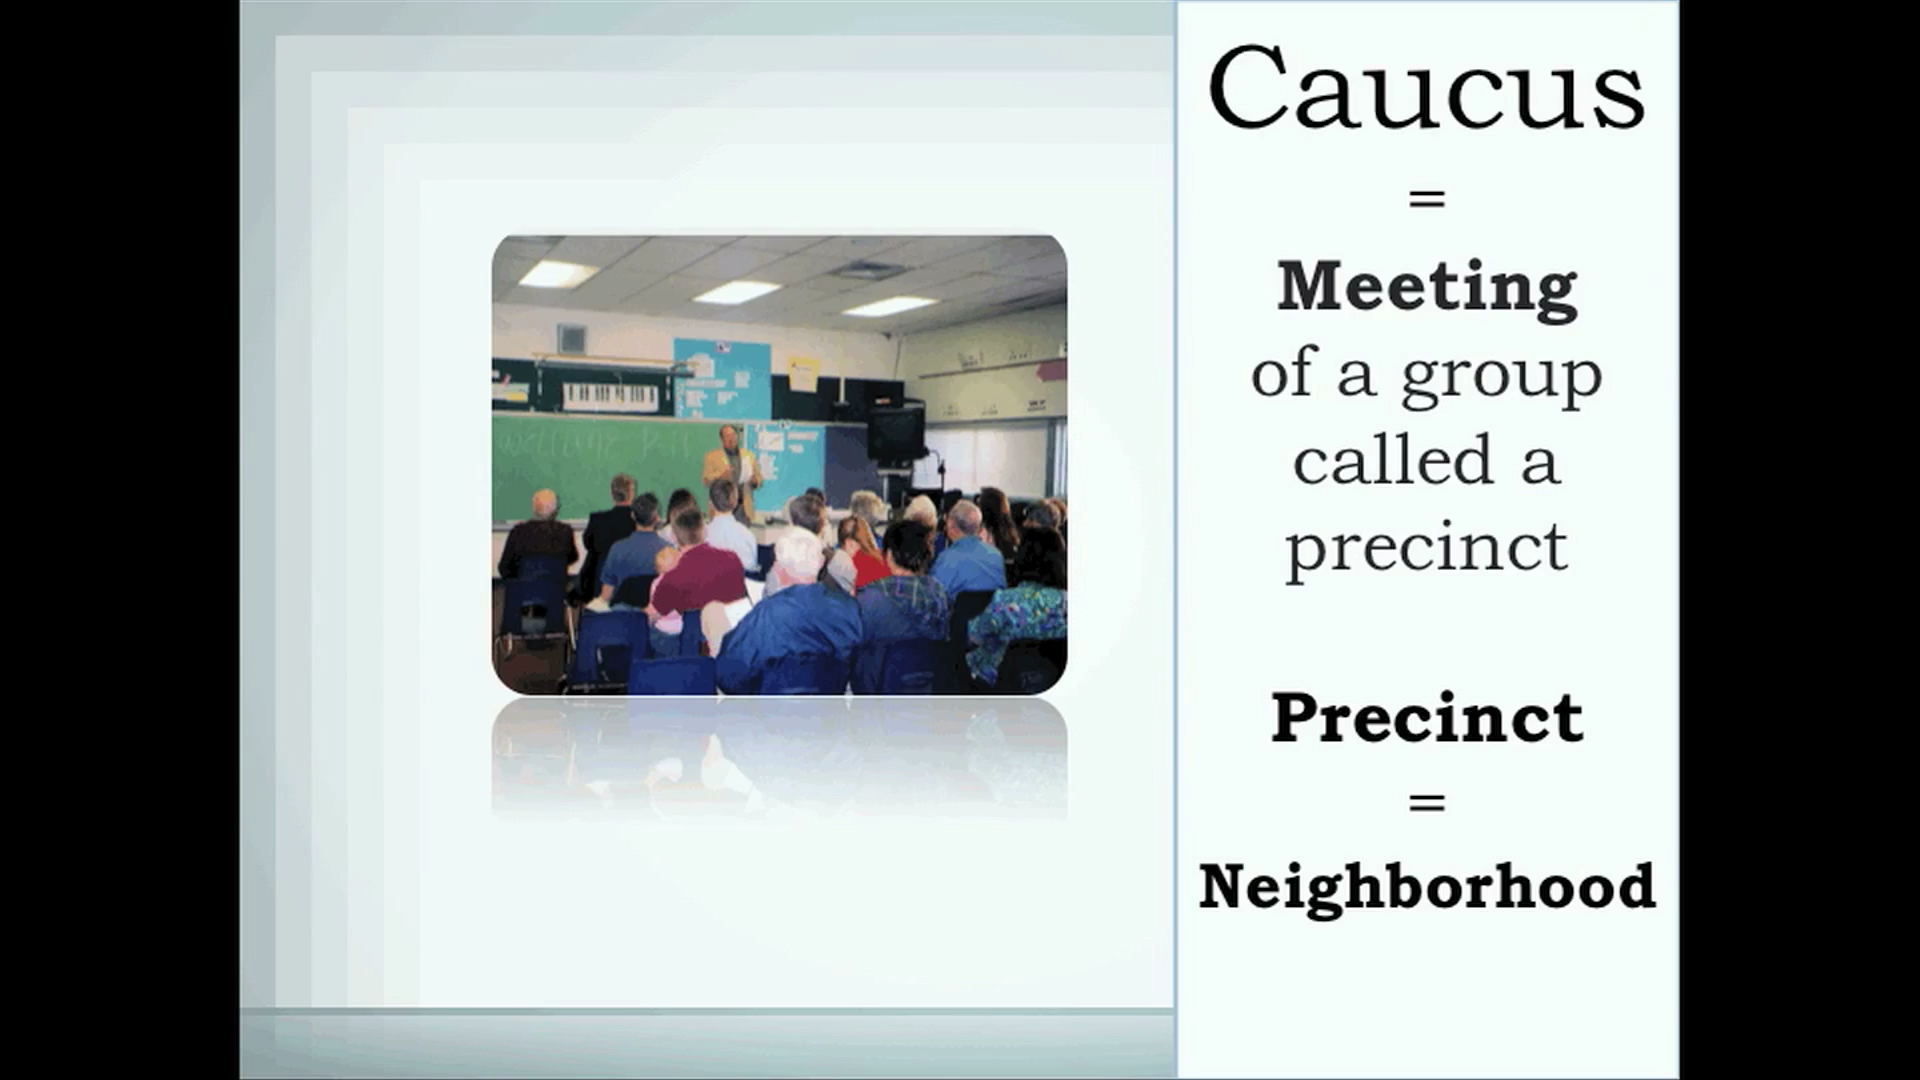 Caucus
=
Meeting
of a group
called a
precinct
Precinct
=
Neighborhood